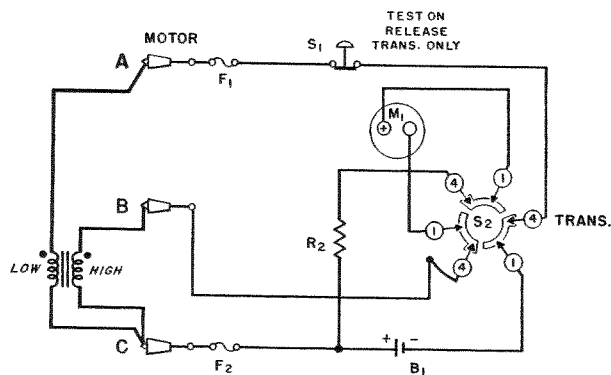 TEST ON
RELEASE
TRANS. ONLY
MOTOR
A
F1
S1
M1
+
1
4
1
4
TRANS.
S2
B
R2
4
1
LOW
HIGH
C
F2
+
−
B1